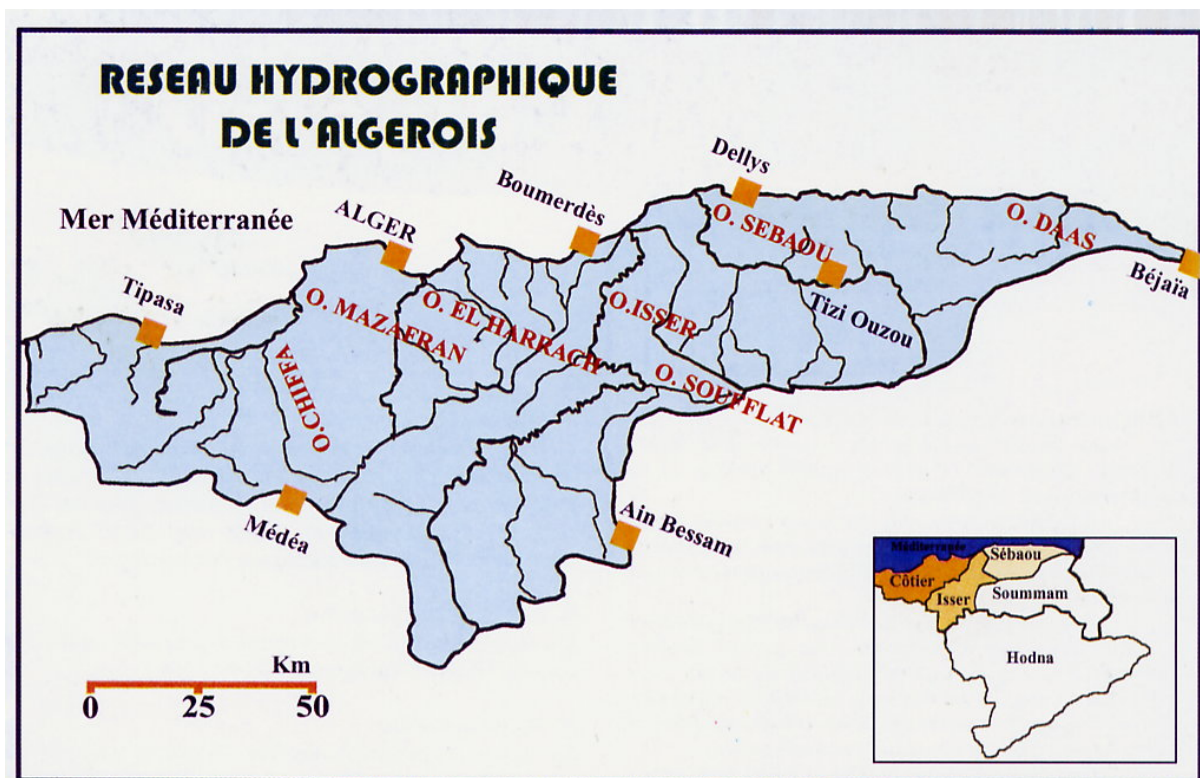 RESEAU HYDROGRAPHIQUE
DE L'ALGEROIS
Dellys
Boumerdès
Mer Méditerranée
ALGER
O. SEBAOU
O. DAAS
Béjaïa
Tipasa
Tizi Ouzou
O. MAZAFRAN
O. EL HARRACH
O.ISSER
O.CHIFFA
O. SOUFFLAT
Médéa
Ain Bessam
Km
0 25 50
Méditerranée
Sébaou
Côtier
Isser
Soummam
Hodna